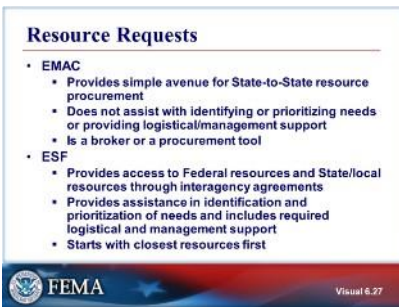 Resource Requests
• EMAC
▪ Provides simple avenue for State-to-State resource
procurement
▪ Does not assist with identifying or prioritizing needs
or providing logistical/management support
▪ Is a broker or a procurement tool
• ESF
▪ Provides access to Federal resources and State/local
resources through interagency agreements
▪ Provides assistance in identification and
prioritization of needs and includes required
logistical and management support
▪ Starts with closest resources first
FEMA
Visual 6.27